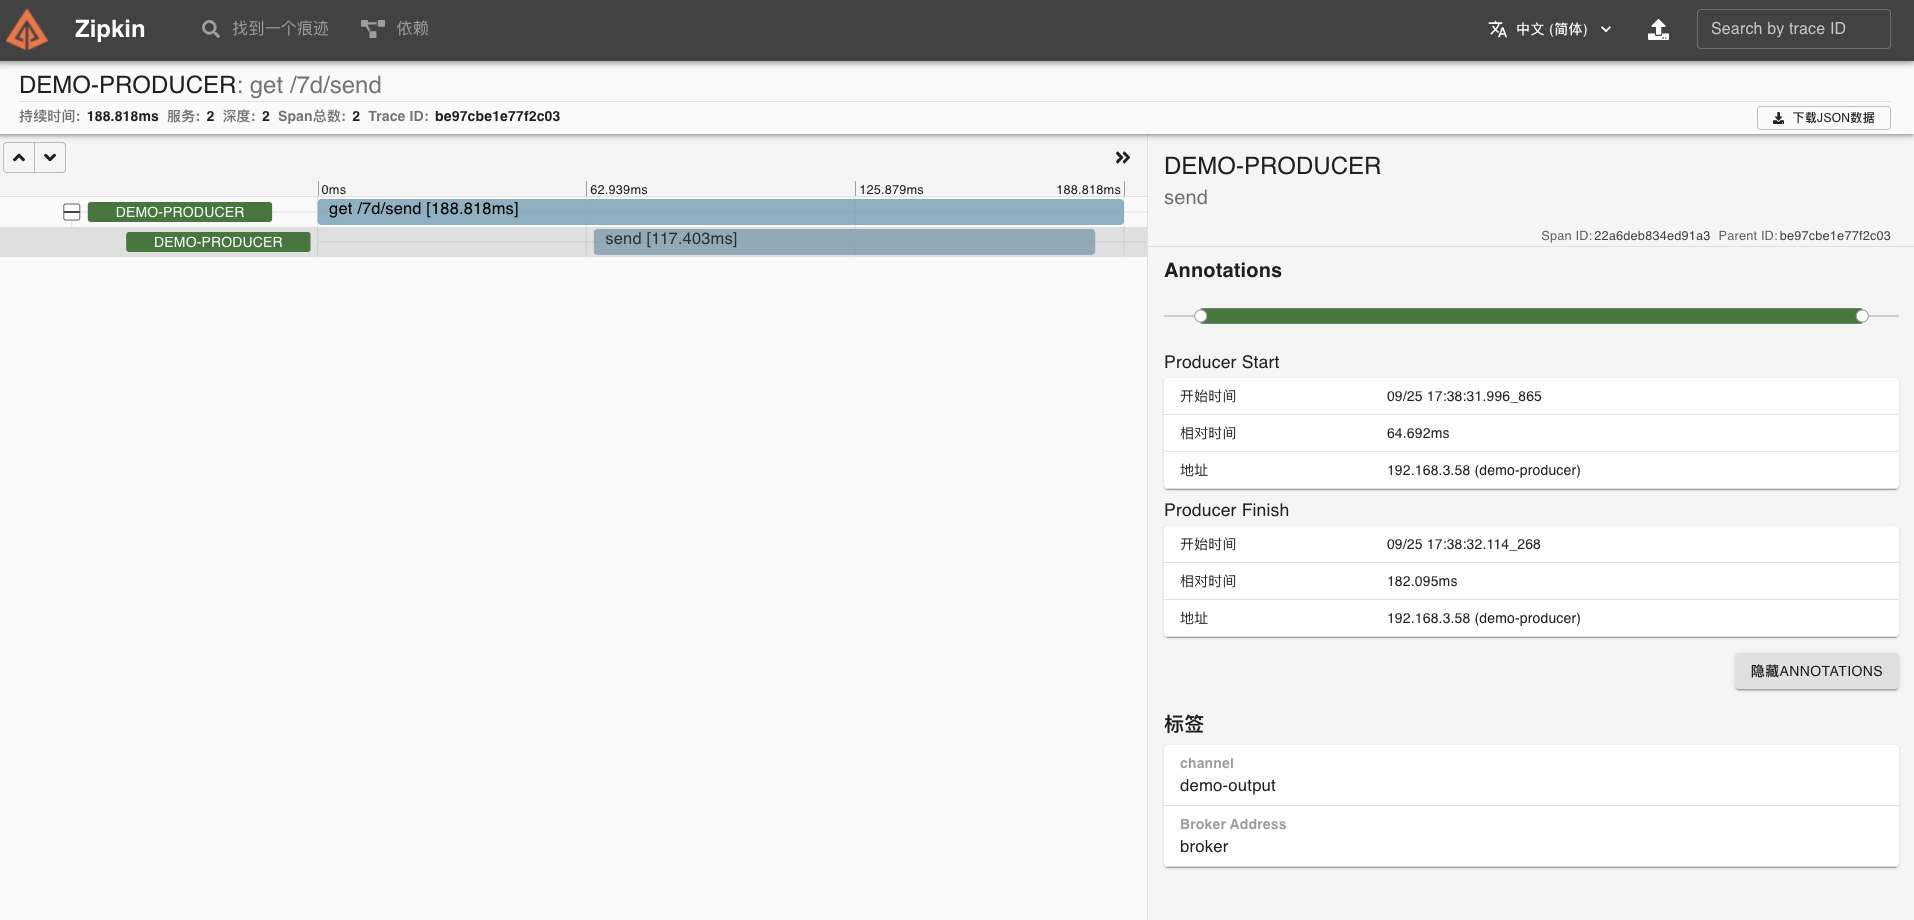 Zipkin
找到一个痕迹
依赖
中文 (简体)
Search by trace ID
DEMO-PRODUCER: get /7d/send
持续时间: 188.818ms 服务: 2 深度: 2 Span总数: 2 Trace ID: be97cbe1e77f2c03
下载JSON数据
0ms 62.939ms 125.879ms 188.818ms
DEMO-PRODUCER get /7d/send [188.818ms]
DEMO-PRODUCER send [117.403ms]
DEMO-PRODUCER
send
Span ID: 22a6deb834ed91a3 Parent ID: be97cbe1e77f2c03
Annotations
Producer Start
开始时间 09/25 17:38:31.996_865
相对时间 64.692ms
地址 192.168.3.58 (demo-producer)
Producer Finish
开始时间 09/25 17:38:32.114_268
相对时间 182.095ms
地址 192.168.3.58 (demo-producer)
隐藏ANNOTATIONS
标签
channel
demo-output
Broker Address
broker